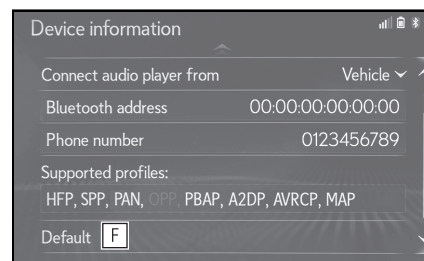 Device information
Connect audio player from Vehicle
Bluetooth address 00:00:00:00:00:00
Phone number 0123456789
Supported profiles:
HFP, SPP, PAN, OPP, PBAP, A2DP, AVRCP, MAP
Default F